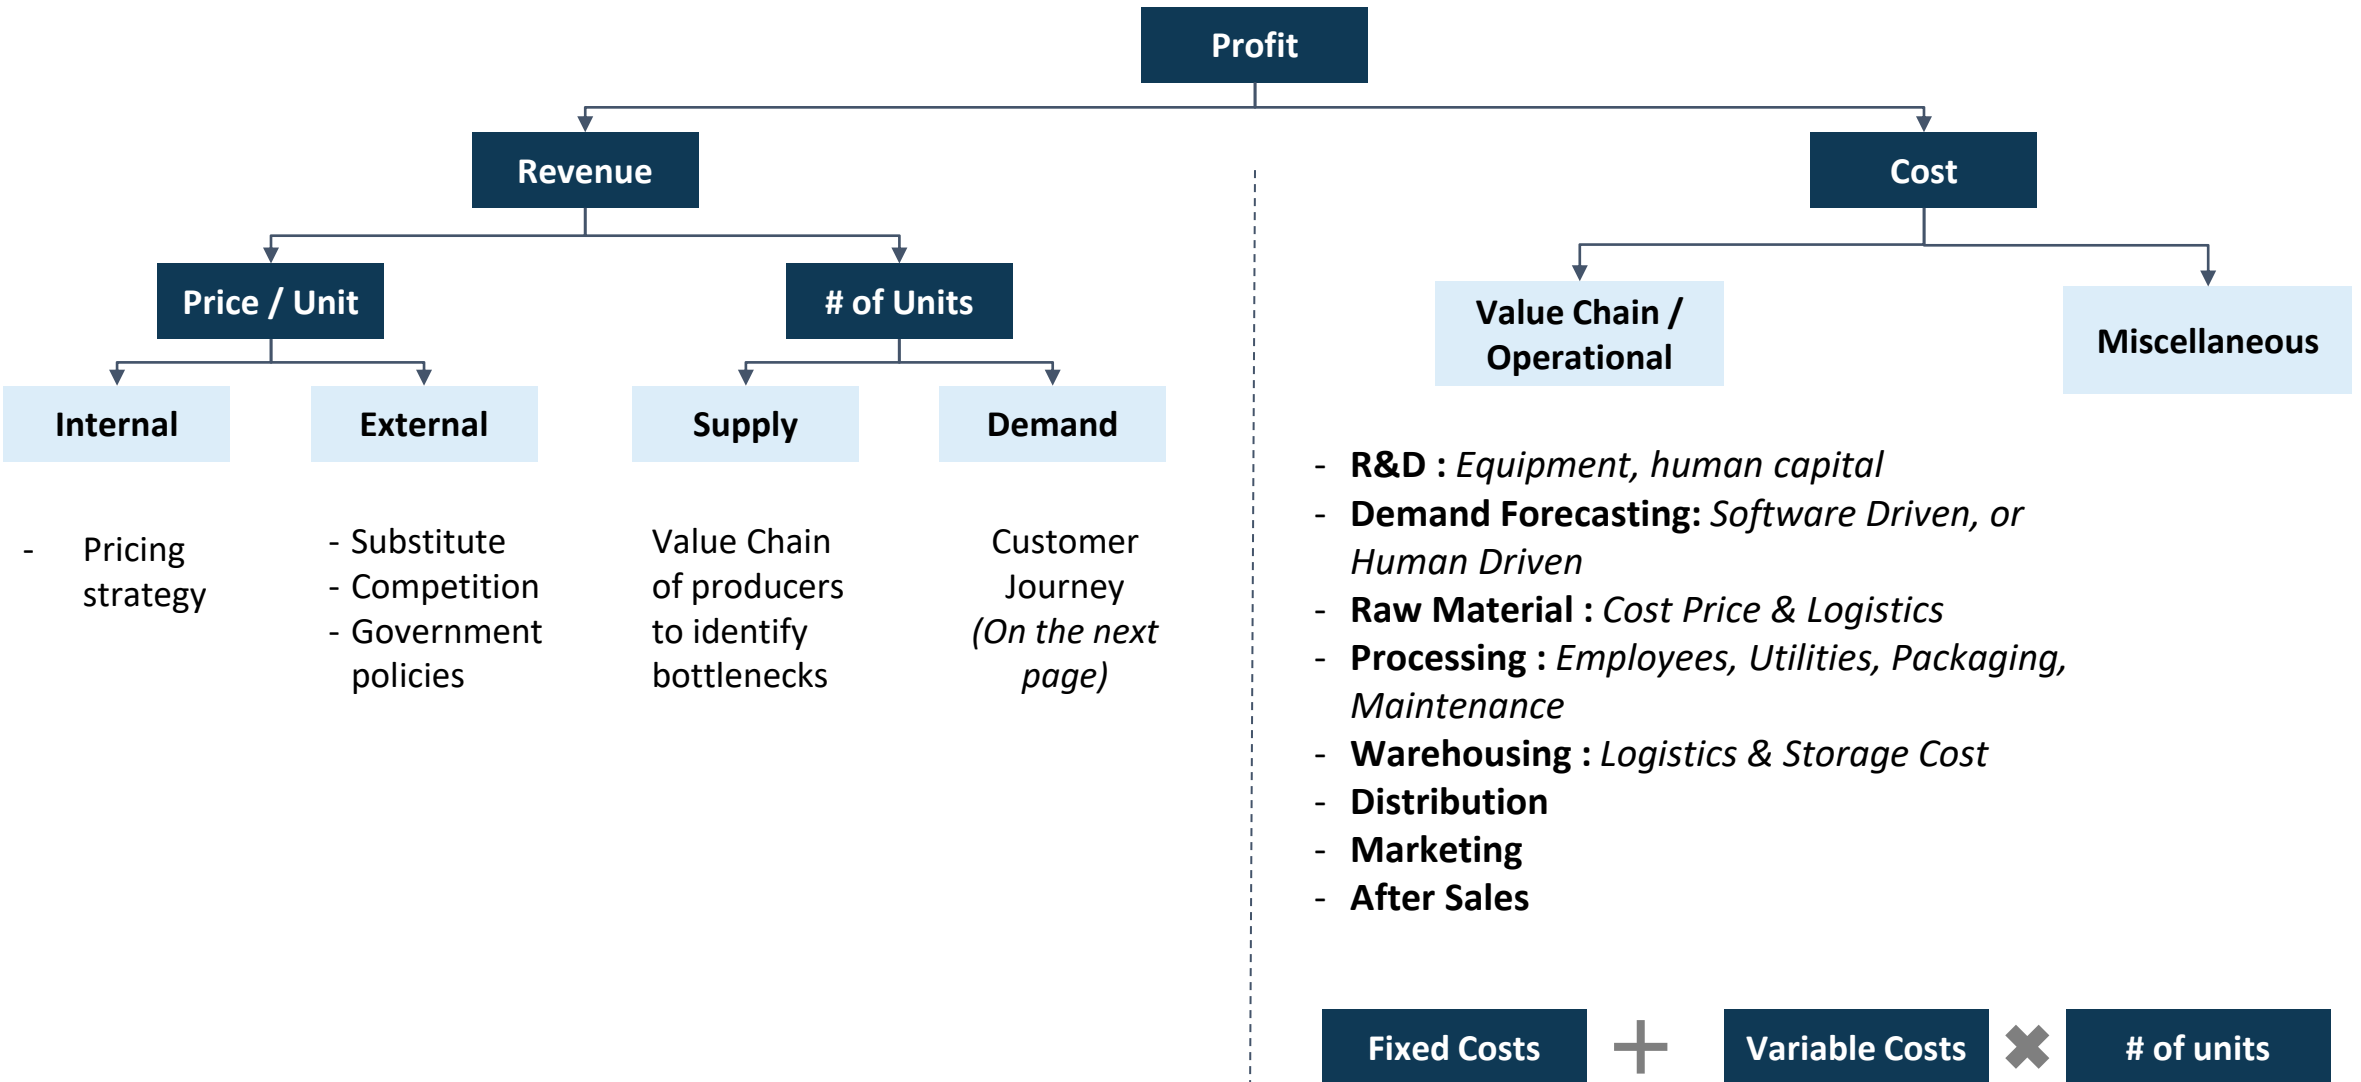 Profit
Revenue
Cost
Price / Unit
# of Units
Value Chain /
Operational
Miscellaneous
Internal
External
Supply
Demand
- Pricing
strategy
- Substitute
- Competition
- Government
policies
Value Chain
of producers
to identify
bottlenecks
Customer
Journey
(On the next
page)
- R&D : Equipment, human capital
- Demand Forecasting: Software Driven, or
Human Driven
- Raw Material : Cost Price & Logistics
- Processing : Employees, Utilities, Packaging,
Maintenance
- Warehousing : Logistics & Storage Cost
- Distribution
- Marketing
- After Sales
Fixed Costs + Variable Costs ✖ # of units